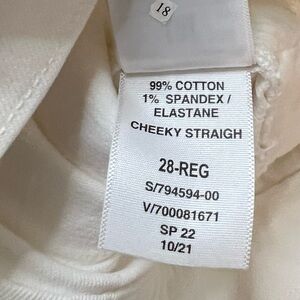 18
99% COTTON
1% SPANDEX /
ELASTANE
CHEEKY STRAIGH
28-REG
S/794594-00
V/700081671
SP 22
10/21